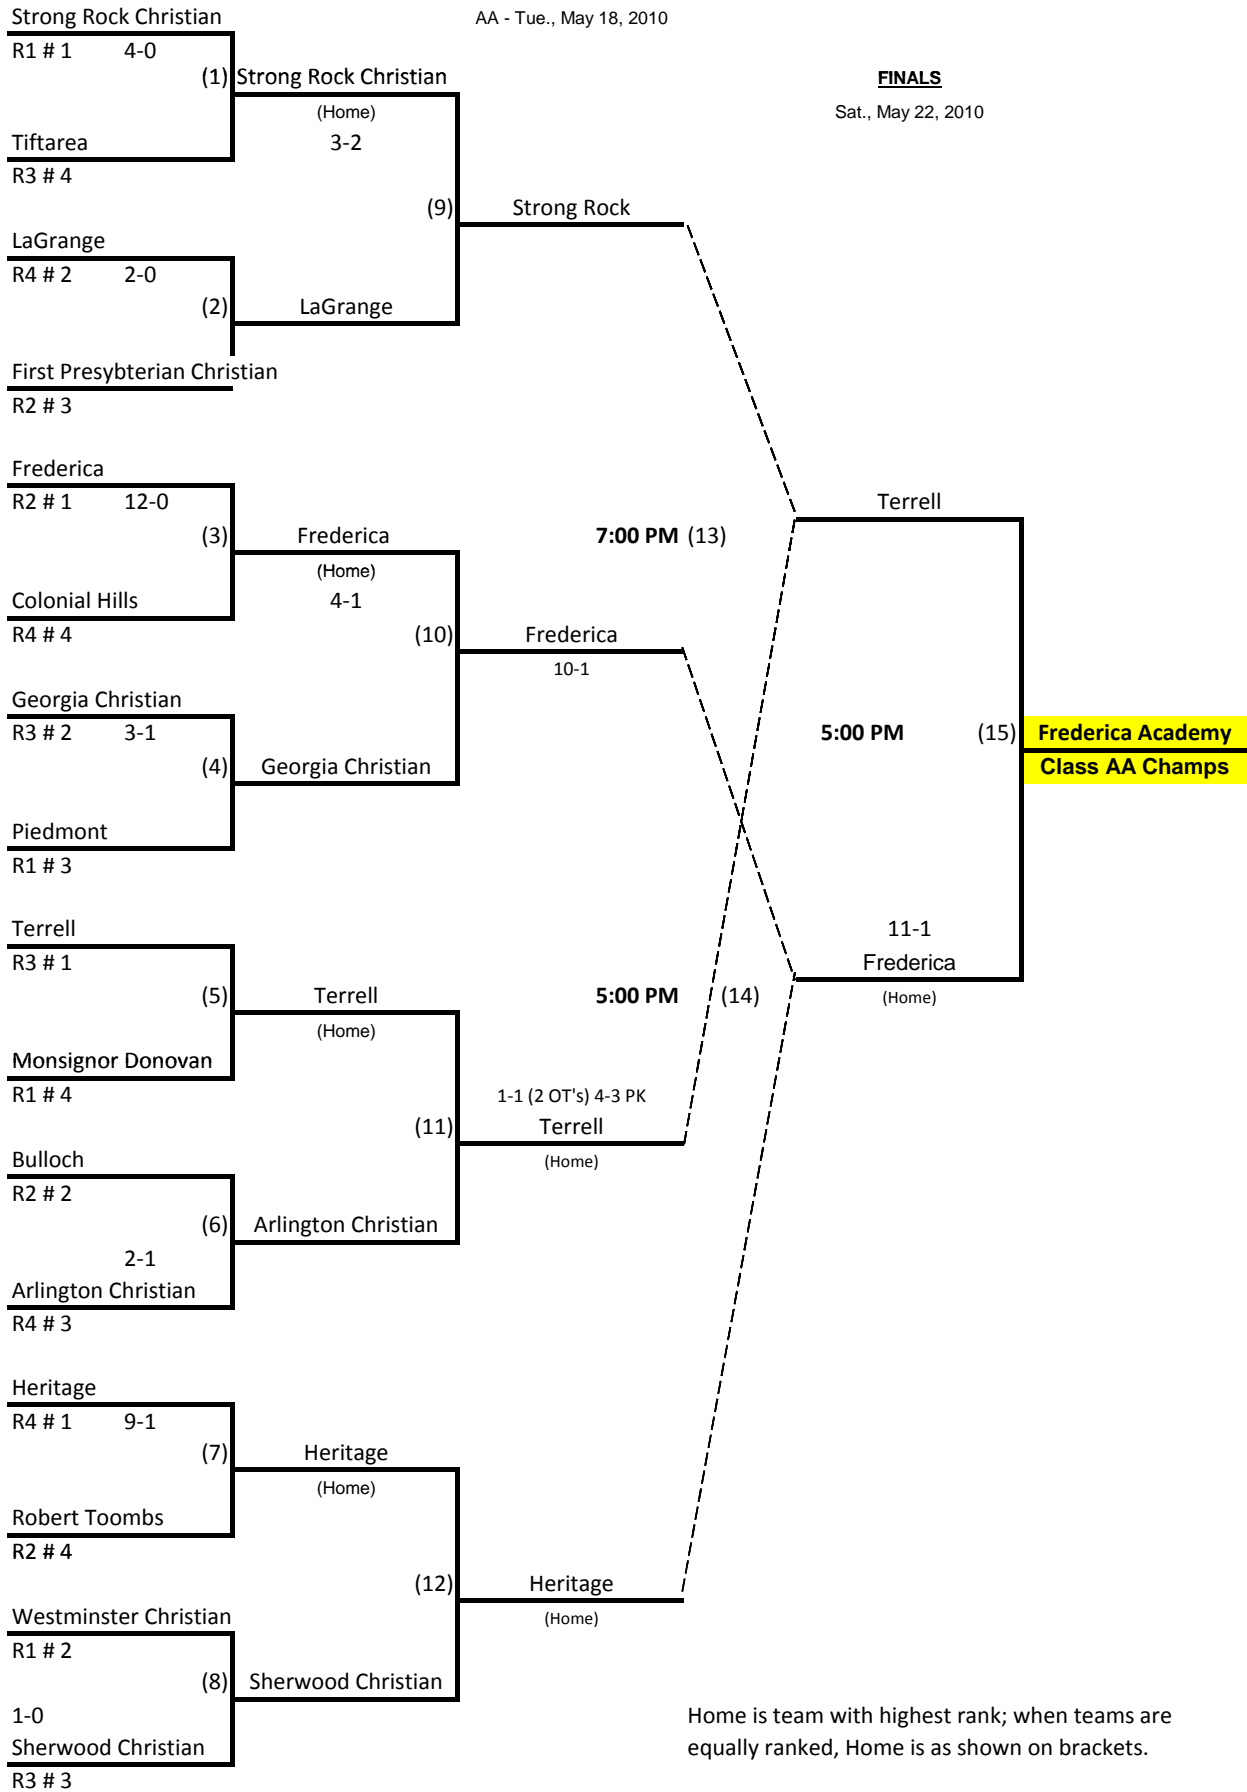 Strong Rock Christian
AA - Tue., May 18, 2010
R1 # 1 4-0
(1) Strong Rock Christian
FINALS
(Home)
Sat., May 22, 2010
Tiftarea
3-2
R3 # 4
(9) Strong Rock
LaGrange
R4 # 2 2-0
(2) LaGrange
First Presybterian Christian
R2 # 3
Frederica
R2 # 1 12-0
Terrell
(3) Frederica
7:00 PM (13)
(Home)
Colonial Hills
4-1
R4 # 4
(10) Frederica
10-1
Georgia Christian
R3 # 2 3-1
5:00 PM (15) Frederica Academy
(4) Georgia Christian
Class AA Champs
Piedmont
R1 # 3
Terrell
11-1
R3 # 1
Frederica
(5) Terrell
5:00 PM (14)
(Home)
(Home)
Monsignor Donovan
R1 # 4
1-1 (2 OT's) 4-3 PK
(11) Terrell
Bulloch
(Home)
R2 # 2
(6) Arlington Christian
2-1
Arlington Christian
R4 # 3
Heritage
R4 # 1 9-1
(7) Heritage
(Home)
Robert Toombs
R2 # 4
(12) Heritage
Westminster Christian
(Home)
R1 # 2
(8) Sherwood Christian
1-0
Home is team with highest rank; when teams are
Sherwood Christian
equally ranked, Home is as shown on brackets.
R3 # 3